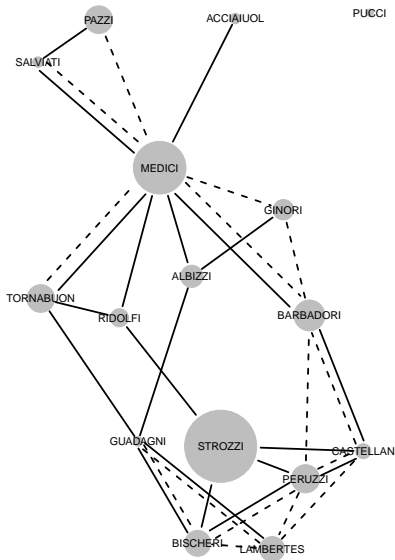 PAZZI
ACCIAIUOL
PUCCI
SALVIATI
MEDICI
GINORI
ALBIZZI
TORNABUON
RIDOLFI
BARBADORI
GUADAGNI
STROZZI
CASTELLAN
PERUZZI
BISCHERI
LAMBERTES